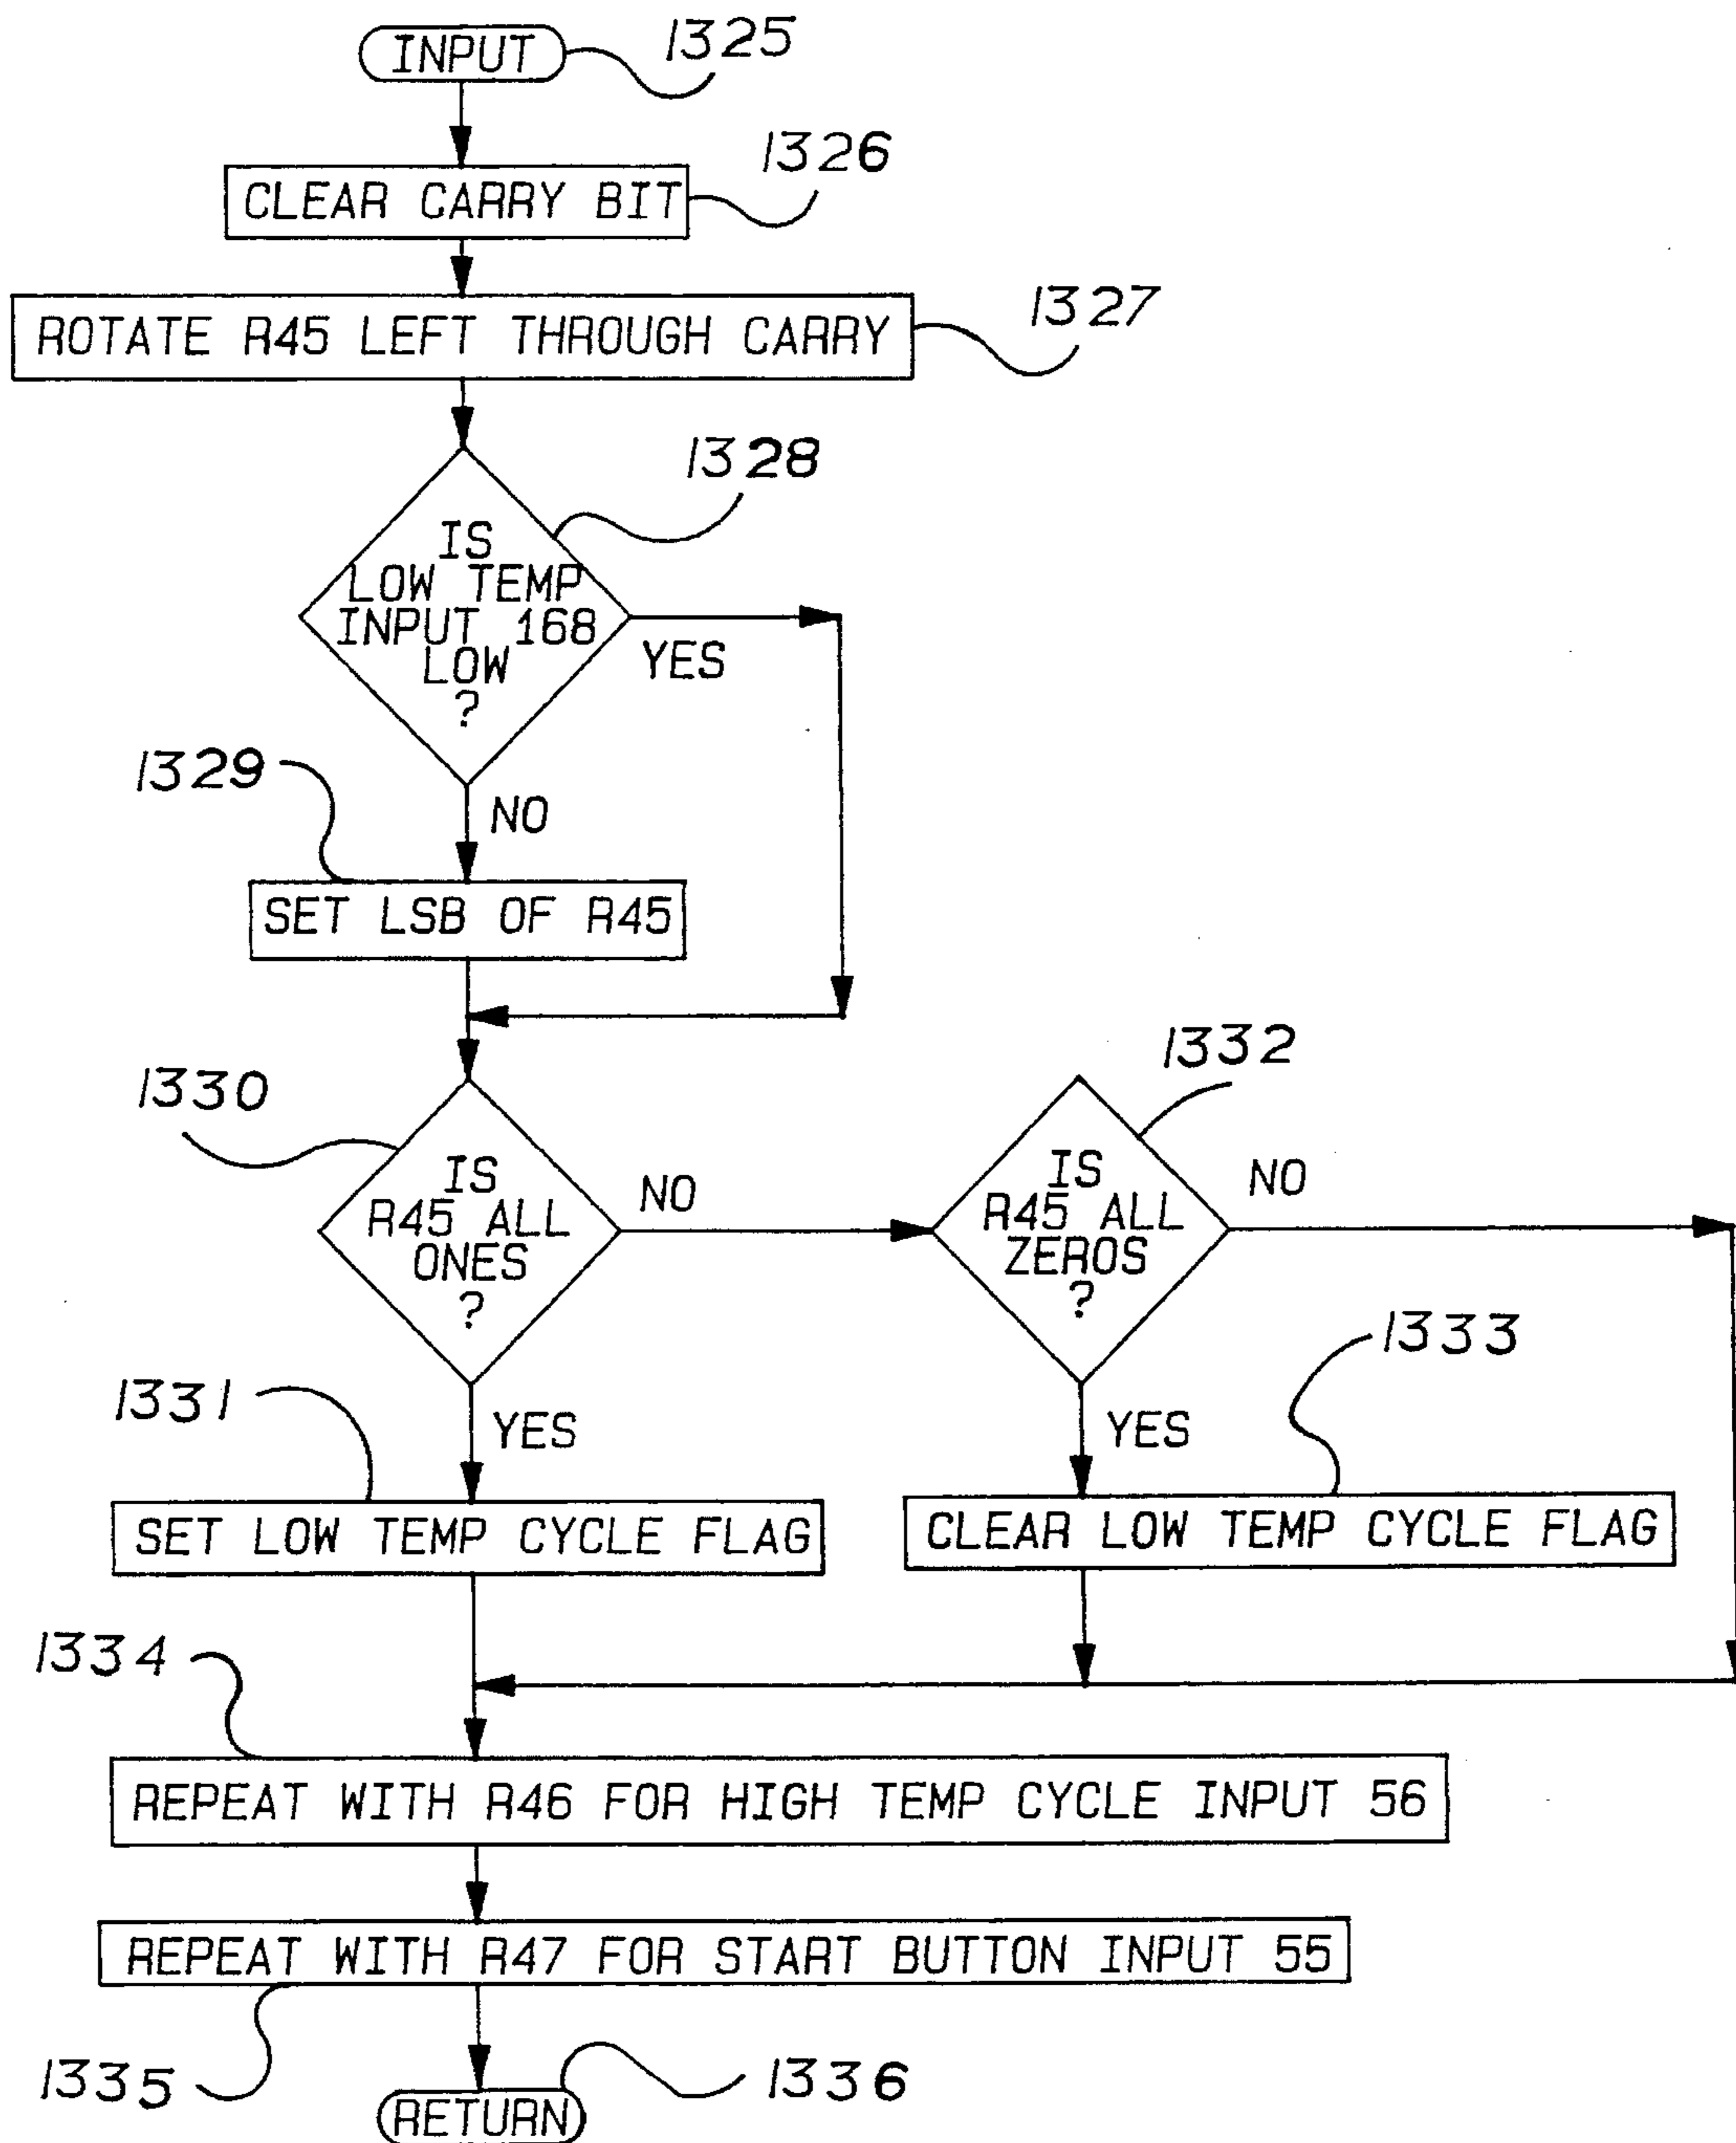 INPUT
1325
CLEAR CARRY BIT
1326
ROTATE R45 LEFT THROUGH CARRY
1327
1328
IS
LOW TEMP
INPUT 168
LOW
?
YES
1329
NO
SET LSB OF R45
1330
IS
R45 ALL
ONES
?
NO
1332
IS
R45 ALL
ZEROS
?
NO
1331
YES
1333
YES
SET LOW TEMP CYCLE FLAG
CLEAR LOW TEMP CYCLE FLAG
1334
REPEAT WITH R46 FOR HIGH TEMP CYCLE INPUT 56
REPEAT WITH R47 FOR START BUTTON INPUT 55
1335
1336
RETURN